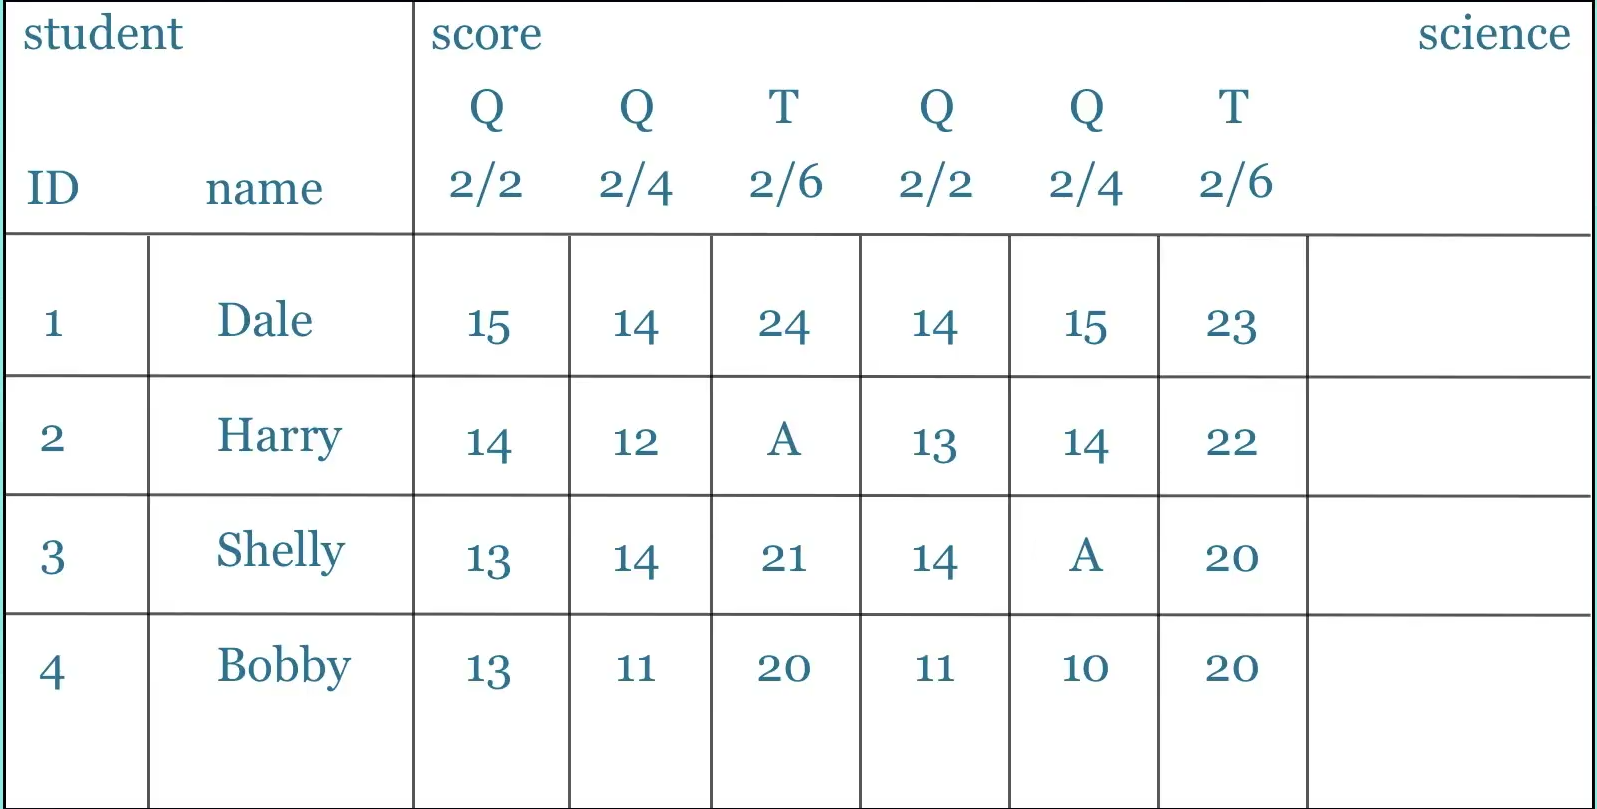 student score science
Q Q T Q Q T
ID name 2/2 2/4 2/6 2/2 2/4 2/6
1 Dale 15 14 24 14 15 23
2 Harry 14 12 A 13 14 22
3 Shelly 13 14 21 14 A 20
4 Bobby 13 11 20 11 10 20